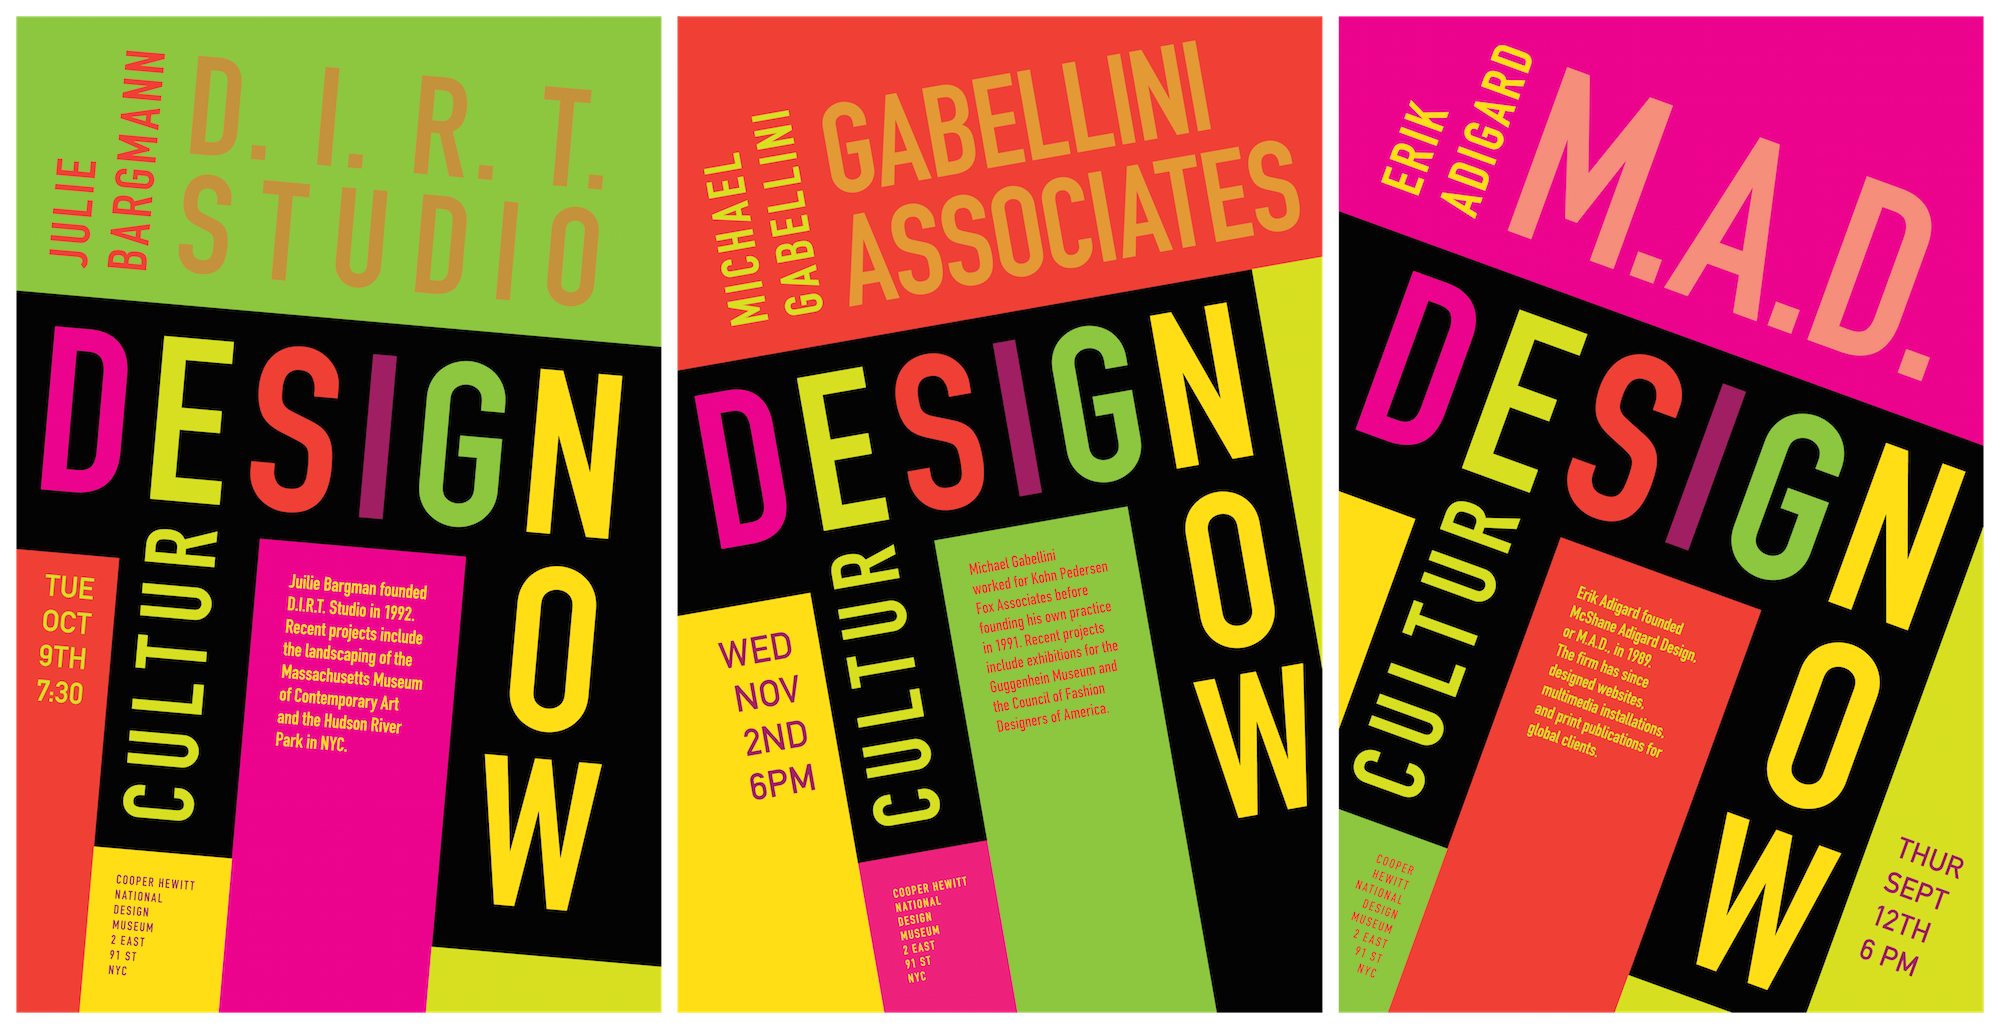 JULIE
BARGMANN
D. I. R. T.
STUDIO
DESIGN
CULTURE
NOW
TUE
OCT
9TH
7:30
Juilie Bargman founded
D.I.R.T. Studio in 1992.
Recent projects include
the landscaping of the
Massachusetts Museum
of Contemporary Art
and the Hudson River
Park in NYC.
COOPER HEWITT
NATIONAL
DESIGN
MUSEUM
2 EAST
91 ST
NYC
MICHAEL
GABELLINI
GABELLINI
ASSOCIATES
DESIGN
CULTURE
NOW
WED
NOV
2ND
6PM
Michael Gabellini
worked for Kohn Pedersen
Fox Associates before
founding his own practice
in 1991. Recent projects
include exhibitions for the
Guggenhein Museum and
the Council of Fashion
Designers of America.
COOPER HEWITT
NATIONAL
DESIGN
MUSEUM
2 EAST
91 ST
NYC
ERIK
ADIGARD
M.A.D.
DESIGN
CULTURE
NOW
Erik Adigard founded
McShane Adigard Design,
or M.A.D., in 1989.
The firm has since
designed websites,
multimedia installations,
and print publications for
global clients.
COOPER
HEWITT
NATIONAL
DESIGN
MUSEUM
2 EAST
91 ST
NYC
THUR
SEPT
12TH
6 PM